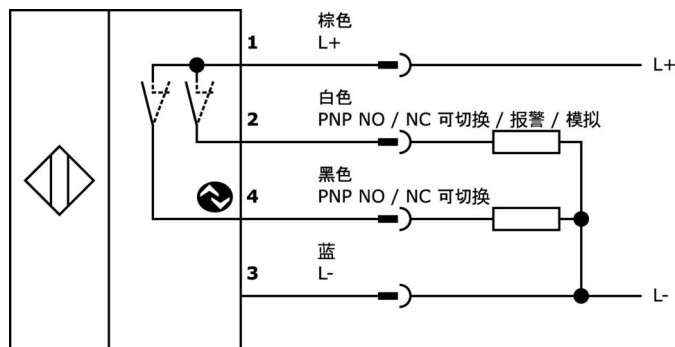 棕色
1 L+
L+
白色
2 PNP NO / NC 可切换 / 报警 / 模拟
黑色
4 PNP NO / NC 可切换
蓝
3 L-
L-